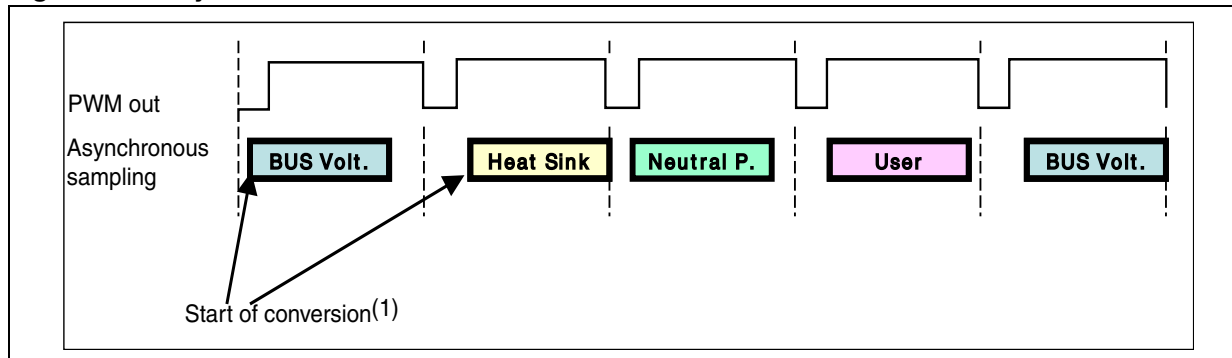 PWM out
Asynchronous
sampling
BUS Volt.
Heat Sink
Neutral P.
User
BUS Volt.
Start of conversion(1)